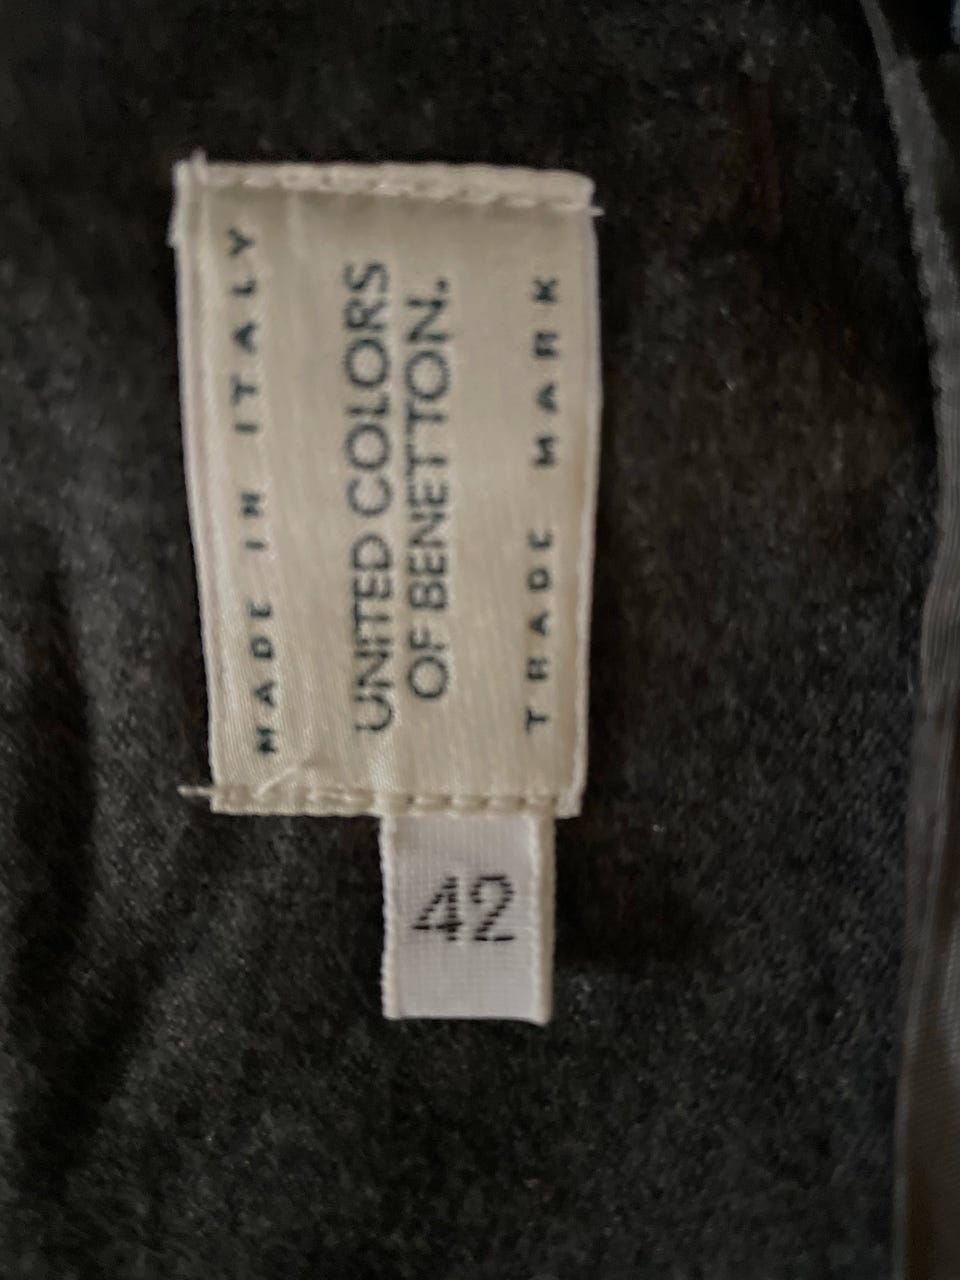 MADE IN ITALY
UNITED COLORS
OF BENETTON.
TRADE MARK
42